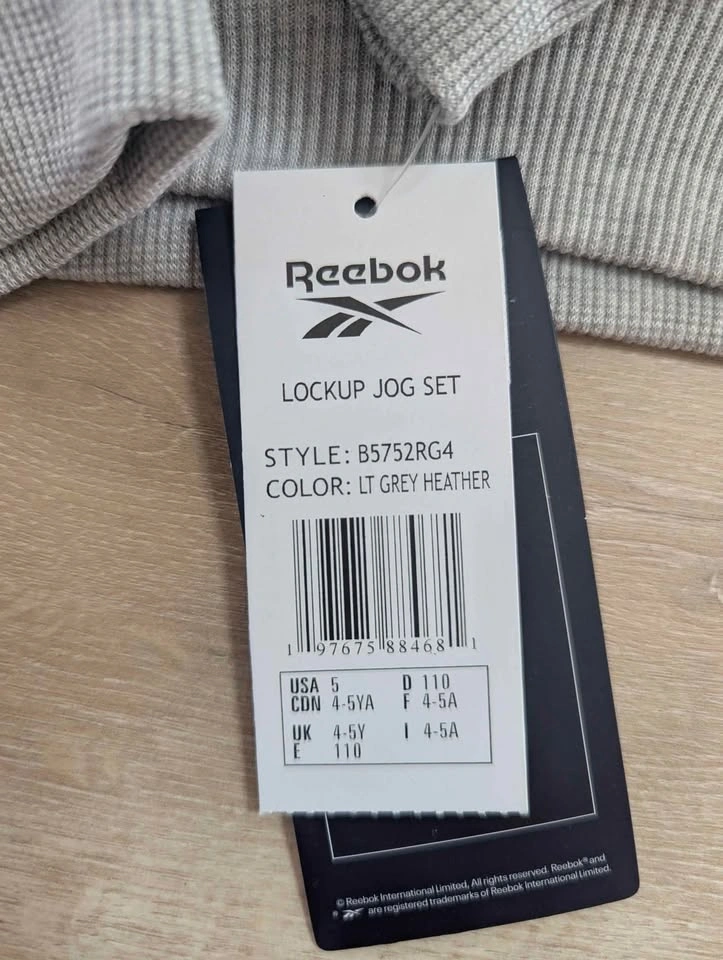 Reebok
LOCKUP JOG SET
STYLE: B5752RG4
COLOR: LT GREY HEATHER
1 97675 88468 1
USA 5 D 110
CDN 4-5YA F 4-5A
UK 4-5Y I 4-5A
E 110
© Reebok International Limited. All rights reserved. Reebok® and
are registered trademarks of Reebok International Limited.